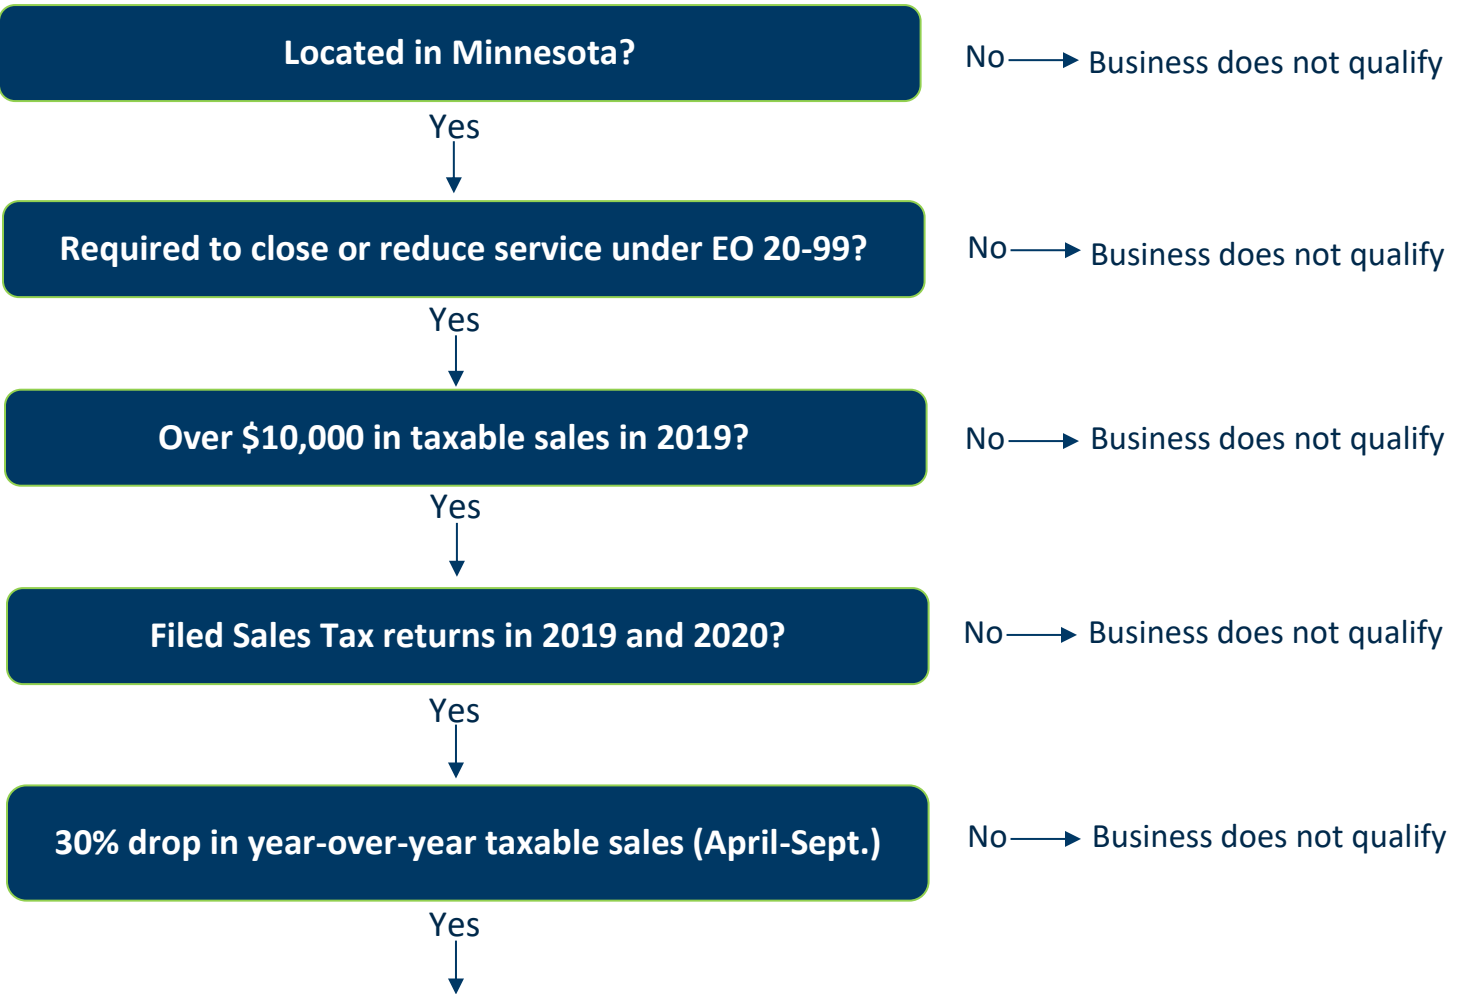 Located in Minnesota?
No
Business does not qualify
Yes
Required to close or reduce service under EO 20-99?
No
Business does not qualify
Yes
Over $10,000 in taxable sales in 2019?
No
Business does not qualify
Yes
Filed Sales Tax returns in 2019 and 2020?
No
Business does not qualify
Yes
30% drop in year-over-year taxable sales (April-Sept.)
No
Business does not qualify
Yes